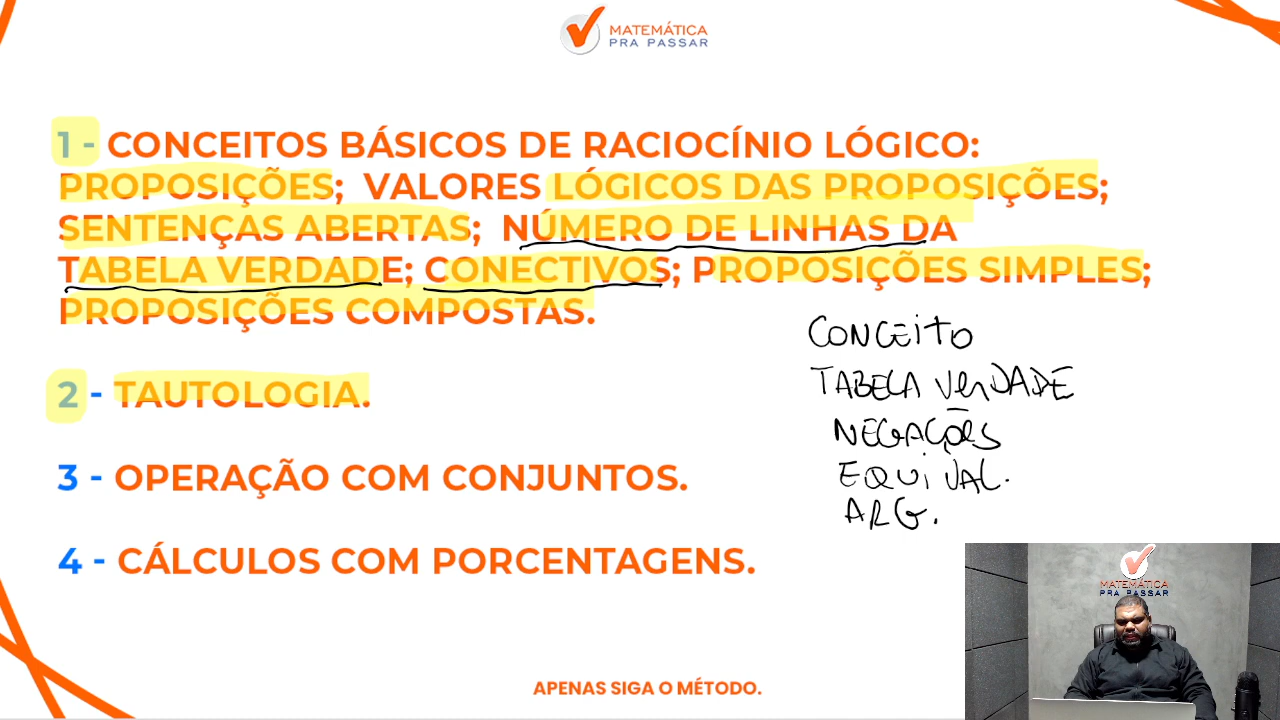 MATEMÁTICA
PRA PASSAR
1 - CONCEITOS BÁSICOS DE RACIOCÍNIO LÓGICO:
PROPOSIÇÕES; VALORES LÓGICOS DAS PROPOSIÇÕES;
SENTENÇAS ABERTAS; NÚMERO DE LINHAS DA
TABELA VERDADE; CONECTIVOS; PROPOSIÇÕES SIMPLES;
PROPOSIÇÕES COMPOSTAS.
CONCEITO
TABELA VERDADE
2 - TAUTOLOGIA.
NEGAÇÕES
3 - OPERAÇÃO COM CONJUNTOS.
EQUIVAL.
ARG.
4 - CÁLCULOS COM PORCENTAGENS.
MATEMÁTICA
PRA PASSAR
APENAS SIGA O MÉTODO.